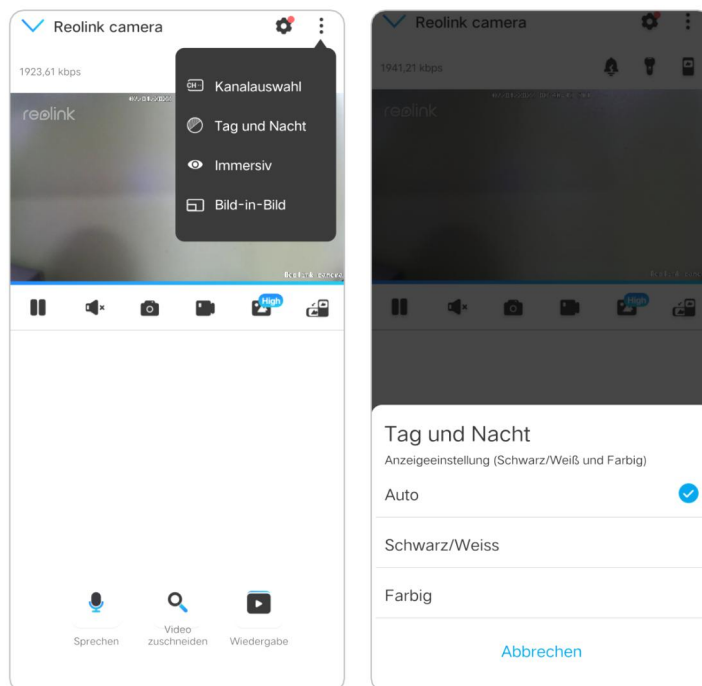 Reolink camera
1923,61 kbps
reolink
Kanalauswahl
Tag und Nacht
Immersiv
Bild-in-Bild
Reolink camera
High
Sprechen
Video
zuschneiden
Wiedergabe
Reolink camera
1941,21 kbps
reolink
High
Tag und Nacht
Anzeigeeinstellung (Schwarz/Weiß und Farbig)
Auto
Schwarz/Weiss
Farbig
Abbrechen